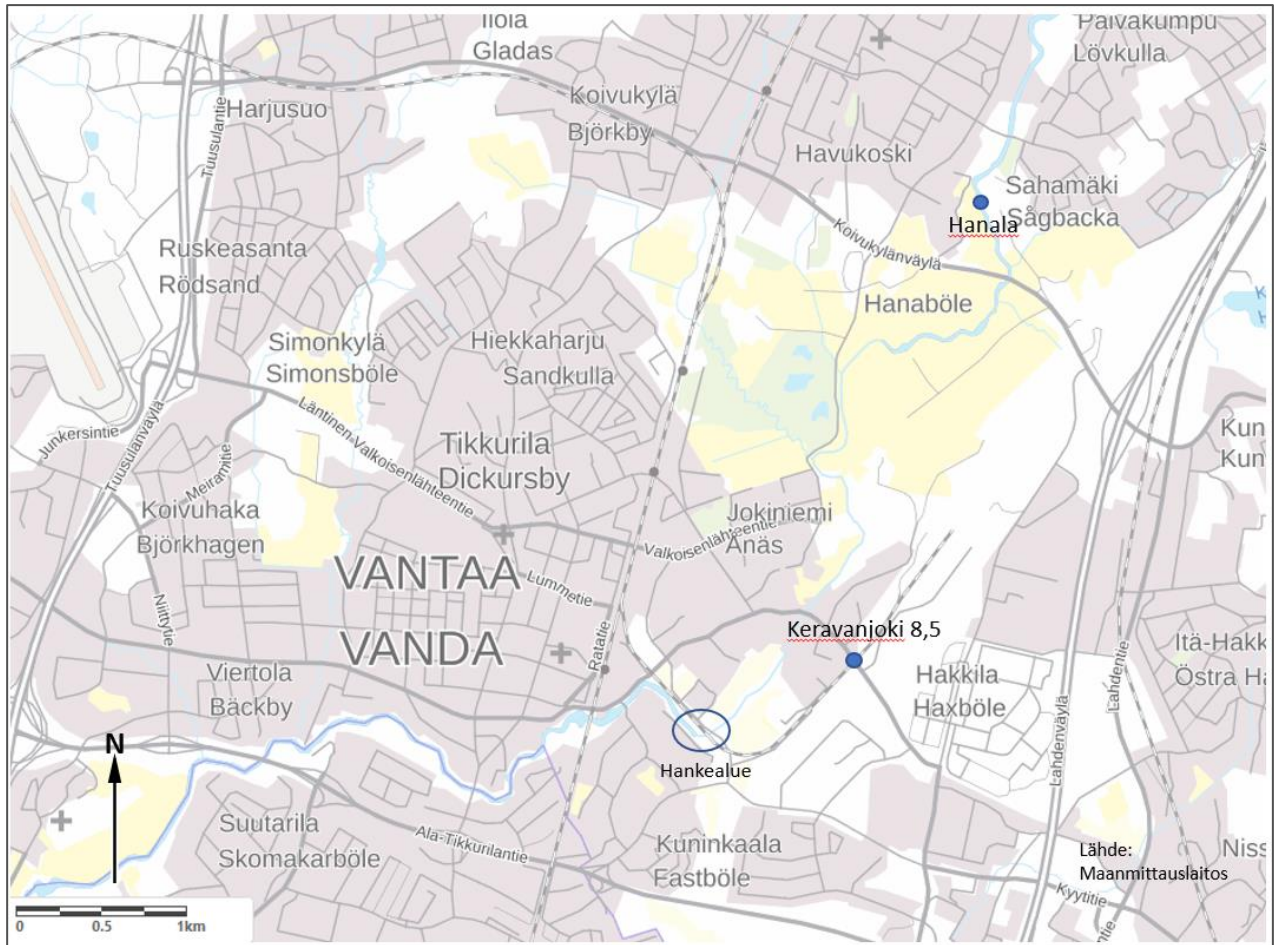 Ilola
Gladas
Päiväkumpu
Lövkulla
Harjusuo
Koivukylä
Björkby
Tuusulantie
Havukoski
Sahamäki
Sågbacka
Hanala
Koivukylänväylä
Ruskeasanta
Rödsand
Hanaböle
Simonkylä
Simonsböle
Hiekkaharju
Sandkulla
Junkersintie
Tuusulanväylä
Läntinen Valkoisenlähteentie
Meiramitie
Tikkurila
Dickursby
Kun
Kun
Koivuhaka
Björkhagen
Jokiniemi
Ånäs
Valkoisenlähteentie
VANTAA
VANDA
Lummetie
Niittytie
Ratatie
Keravanjoki 8,5
Itä-Hakk
Östra Ha
Viertola
Bäckby
Hakkila
Haxböle
Lahdentie
Lahdenväylä
N
Hankealue
Suutarila
Skomakarböle
Ala-Tikkurilantie
Kuninkaala
Fastböle
Niss
Lähde:
Maanmittauslaitos
Kyytitie
0 0.5 1km